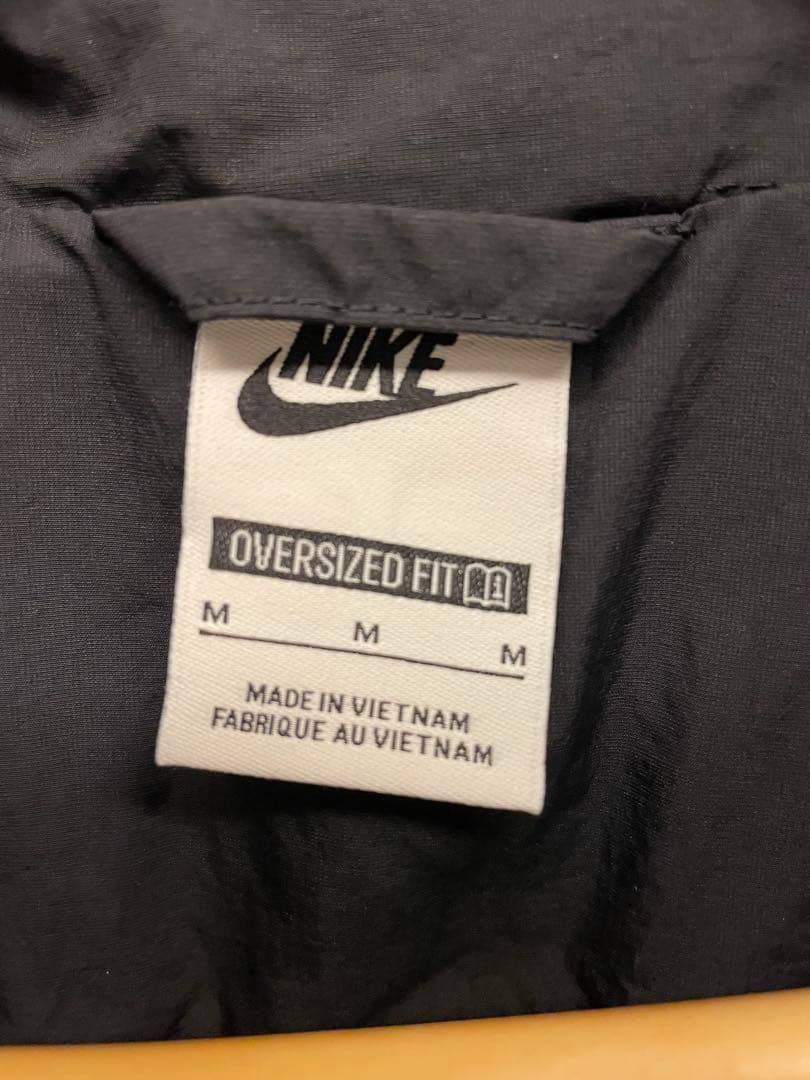 NIKE
OVERSIZED FIT
M M M
MADE IN VIETNAM
FABRIQUE AU VIETNAM